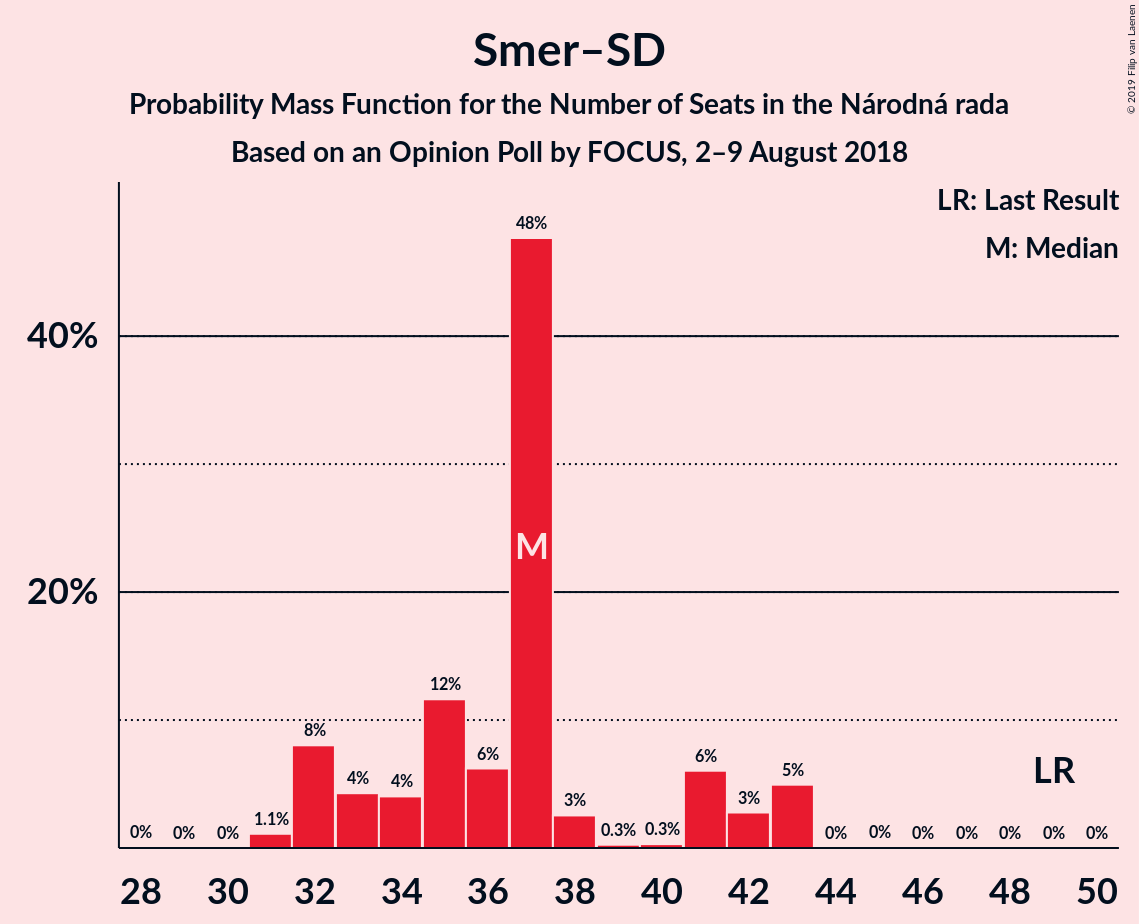 Smer–SD
Probability Mass Function for the Number of Seats in the Národná rada
Based on an Opinion Poll by FOCUS, 2–9 August 2018
© 2019 Filip van Laenen
LR: Last Result
M: Median
48%
40%
M
20%
12%
8%
6%
6%
5%
LR
4%
4%
3%
3%
1.1%
0.3%
0.3%
0% 0% 0% 0% 0% 0% 0% 0% 0% 0%
28 30 32 34 36 38 40 42 44 46 48 50